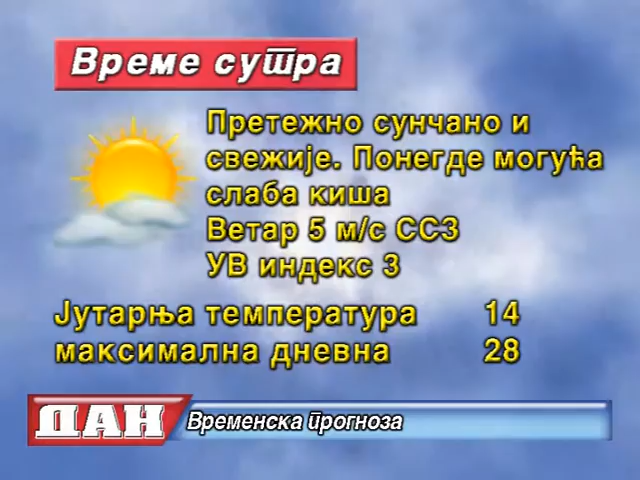 Време сутра
Претежно сунчано и
свежије. Понегде могућа
слаба киша
Ветар 5 м/с ССЗ
УВ индекс 3
Јутарња температура 14
максимална дневна 28
ДАН Временска прогноза